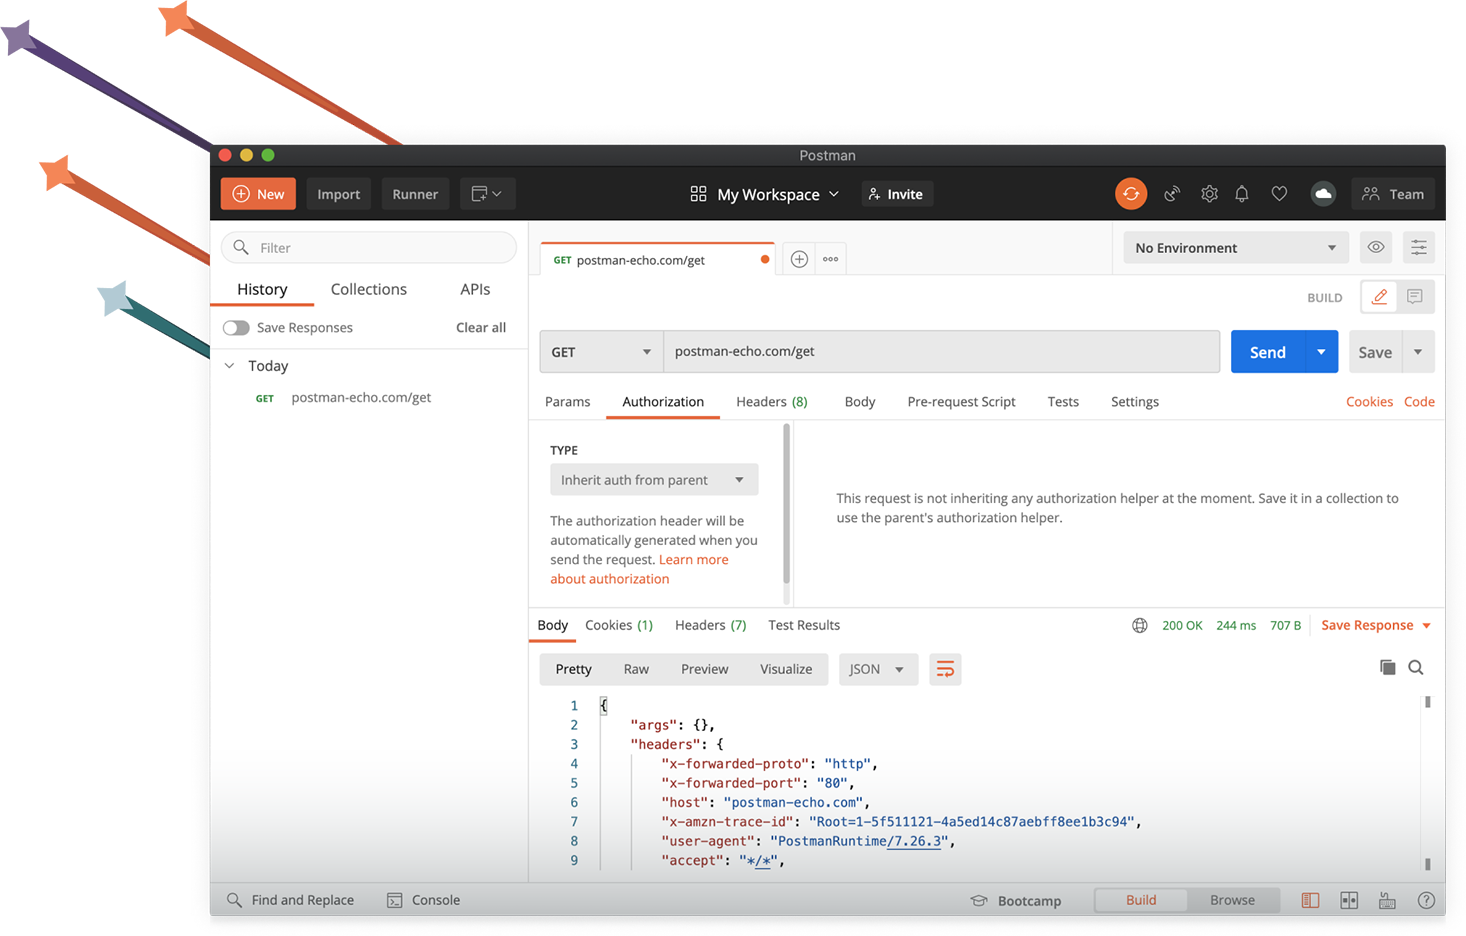 Postman
New
Import
Runner
My Workspace
Invite
Team
Filter
History
Collections
APIs
Save Responses
Clear all
Today
GET postman-echo.com/get
GET postman-echo.com/get
No Environment
BUILD
GET
postman-echo.com/get
Send
Save
Params
Authorization
Headers (8)
Body
Pre-request Script
Tests
Settings
Cookies
Code
TYPE
Inherit auth from parent
The authorization header will be
automatically generated when you
send the request. Learn more
about authorization
This request is not inheriting any authorization helper at the moment. Save it in a collection to
use the parent's authorization helper.
Body
Cookies (1)
Headers (7)
Test Results
200 OK
244 ms
707 B
Save Response
Pretty
Raw
Preview
Visualize
JSON
1 {
2 "args": {},
3 "headers": {
4 "x-forwarded-proto": "http",
5 "x-forwarded-port": "80",
6 "host": "postman-echo.com",
7 "x-amzn-trace-id": "Root=1-5f511121-4a5ed14c87aebff8ee1b3c94",
8 "user-agent": "PostmanRuntime/7.26.3",
9 "accept": "*/*",
Find and Replace
Console
Bootcamp
Build
Browse